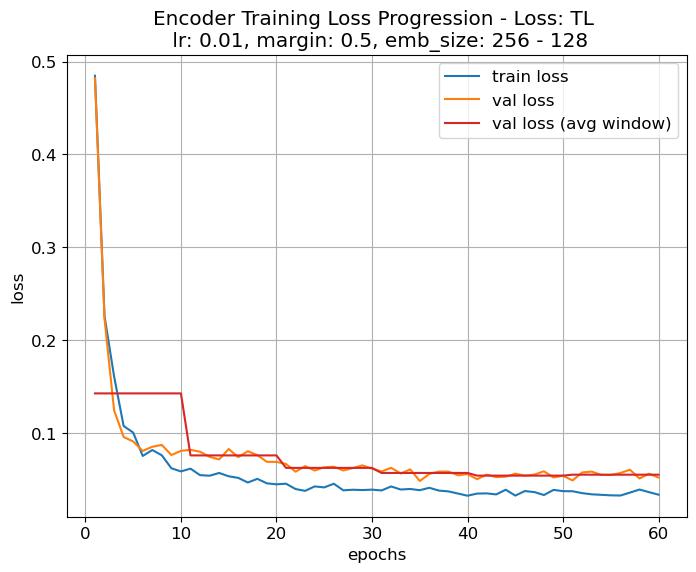 Encoder Training Loss Progression - Loss: TL
lr: 0.01, margin: 0.5, emb_size: 256 - 128
train loss
val loss
val loss (avg window)
loss
0.5
0.4
0.3
0.2
0.1
0 10 20 30 40 50 60
epochs